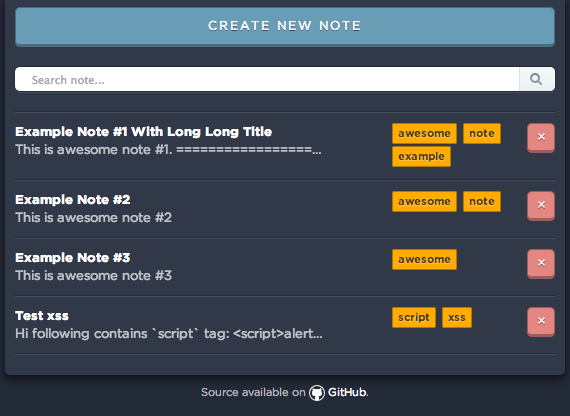 CREATE NEW NOTE
Search note...
Example Note #1 With Long Long Title
This is awesome note #1. =================...
awesome note
example
×
Example Note #2
This is awesome note #2
awesome note
×
Example Note #3
This is awesome note #3
awesome
×
Test xss
Hi following contains `script` tag: <script>alert...
script xss
×
Source available on GitHub.